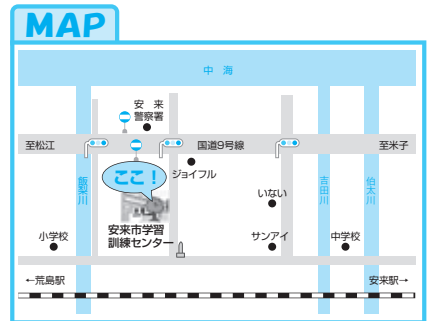 MAP
中 海
安 来
警察署
至松江
国道9号線
至米子
ここ！
ジョイフル
飯梨川
吉田川
伯太川
いない
小学校
安来市学習
訓練センター
サンアイ
中学校
←荒島駅
安来駅→